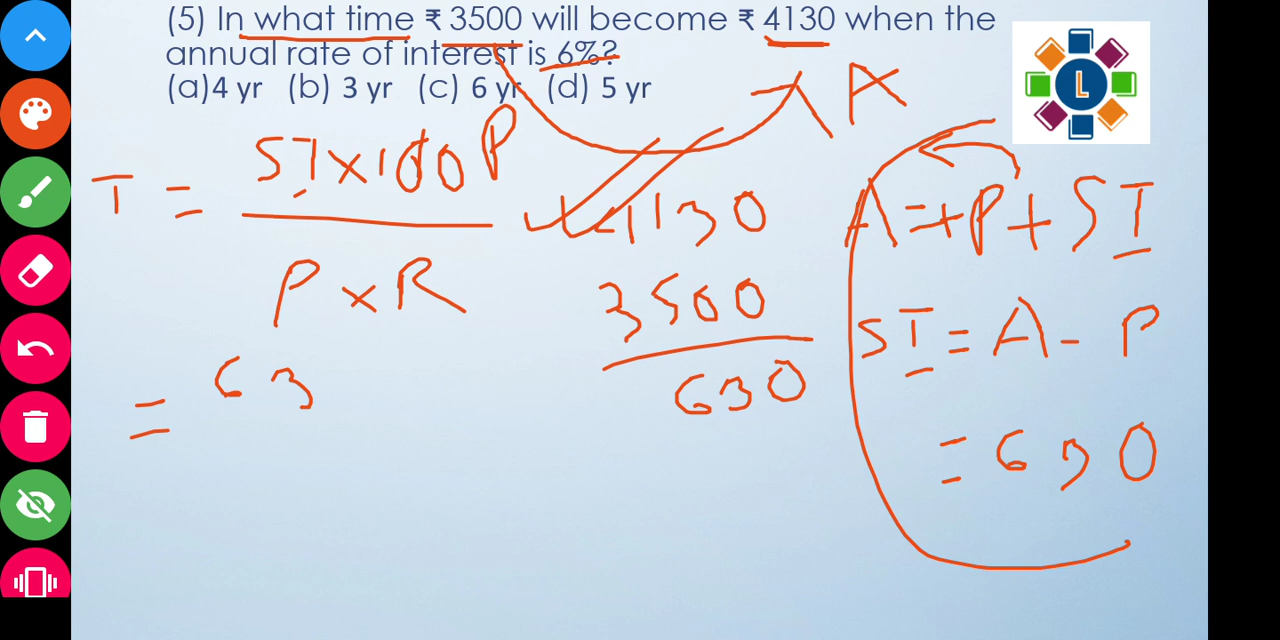 (5) In what time ₹ 3500 will become ₹ 4130 when the
annual rate of interest is 6%?
(a)4 yr (b) 3 yr (c) 6 yr (d) 5 yr
P
A
T = SI×100
P×R
= 63
4130
3500
630
A=+P+SI
SI = A - P
= 630
L